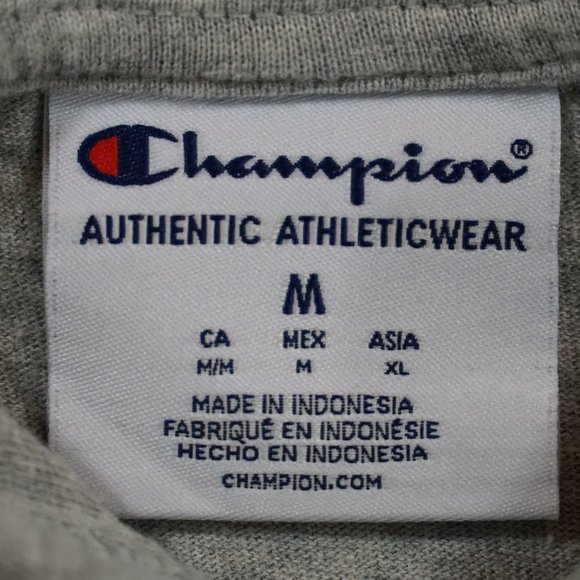 Champion®
AUTHENTIC ATHLETICWEAR
M
CA MEX ASIA
M/M M XL
MADE IN INDONESIA
FABRIQUÉ EN INDONÉSIE
HECHO EN INDONESIA
CHAMPION.COM